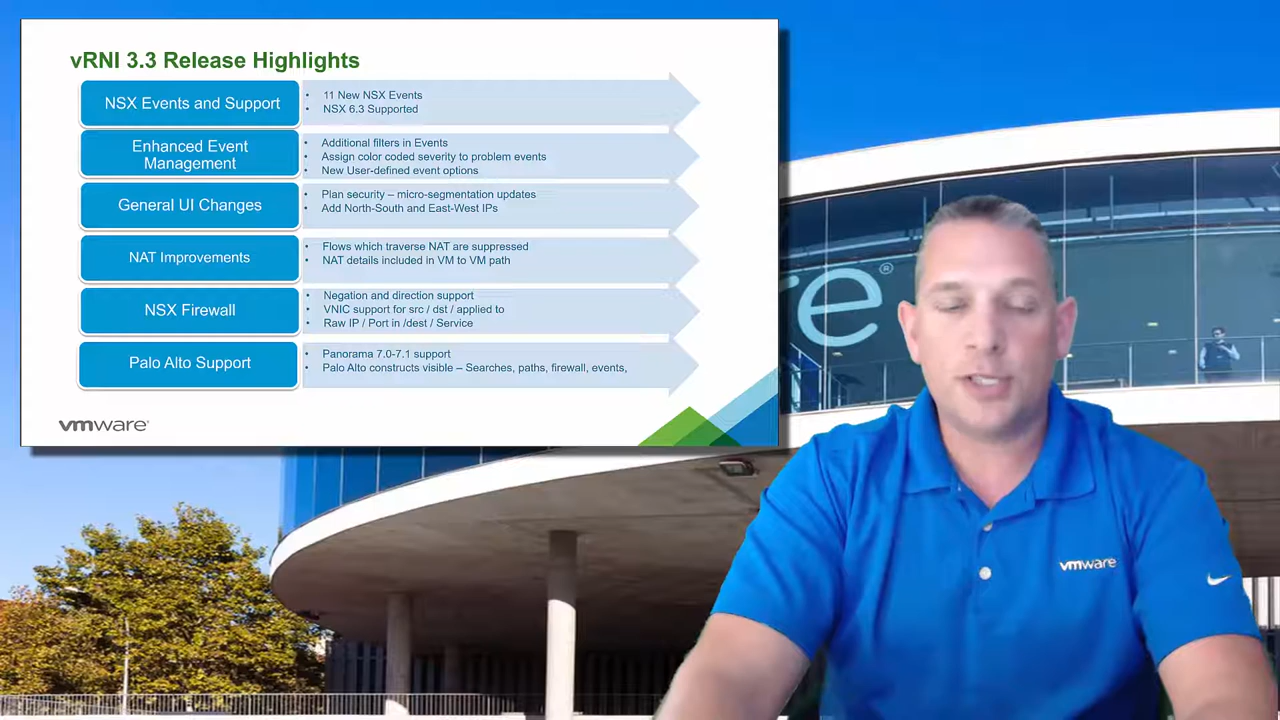 vRNI 3.3 Release Highlights
NSX Events and Support
• 11 New NSX Events
• NSX 6.3 Supported
Enhanced Event
Management
• Additional filters in Events
• Assign color coded severity to problem events
• New User-defined event options
General UI Changes
• Plan security – micro-segmentation updates
• Add North-South and East-West IPs
NAT Improvements
• Flows which traverse NAT are suppressed
• NAT details included in VM to VM path
NSX Firewall
• Negation and direction support
• VNIC support for src / dst / applied to
• Raw IP / Port in /dest / Service
Palo Alto Support
• Panorama 7.0-7.1 support
• Palo Alto constructs visible – Searches, paths, firewall, events,
vmware®
re®
vmware